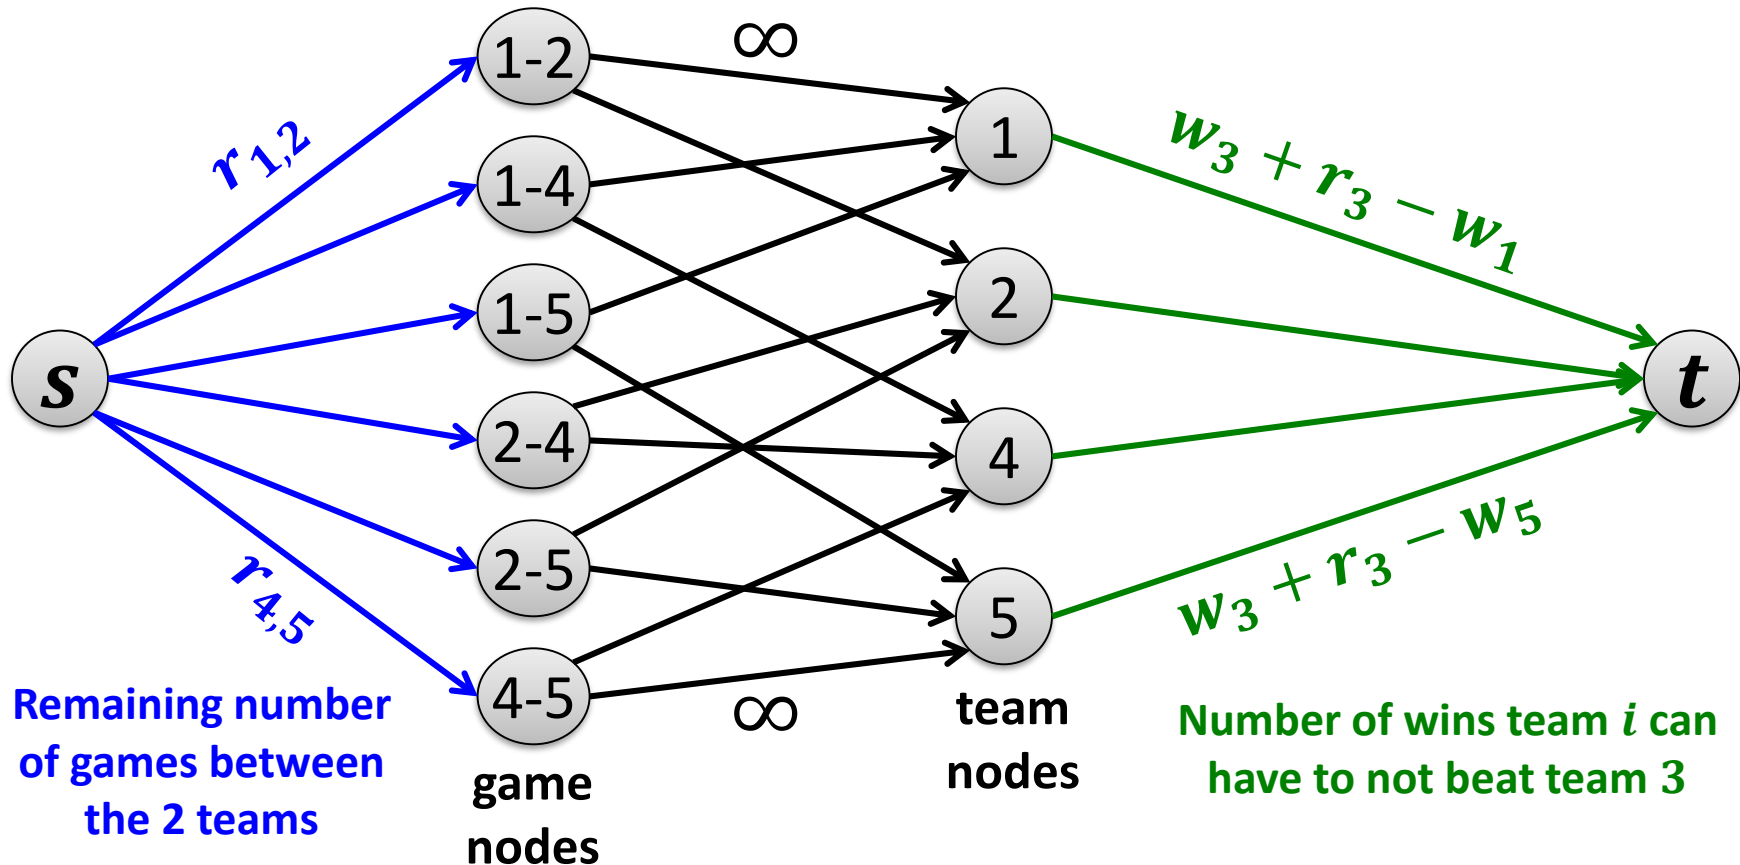 s
r1,2
r4,5
1-2
1-4
1-5
2-4
2-5
4-5
∞
∞
1
2
4
5
w3 + r3 − w1
w3 + r3 − w5
t
Remaining number
of games between
the 2 teams
game
nodes
team
nodes
Number of wins team i can
have to not beat team 3